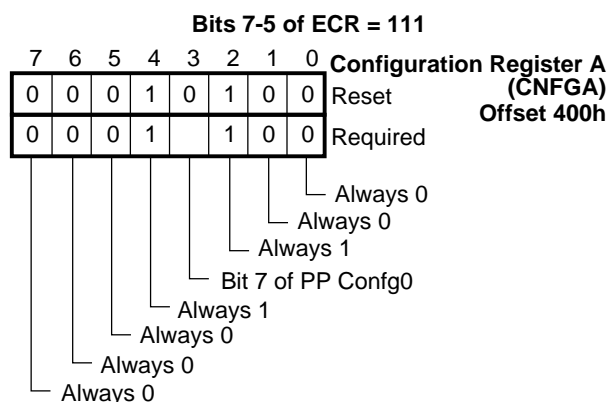 Bits 7-5 of ECR = 111
7 6 5 4 3 2 1 0 Configuration Register A
(CNFGA)
Offset 400h
0 0 0 1 0 1 0 0 Reset
0 0 0 1 1 0 0 Required
Always 0
Always 0
Always 1
Bit 7 of PP Confg0
Always 1
Always 0
Always 0
Always 0